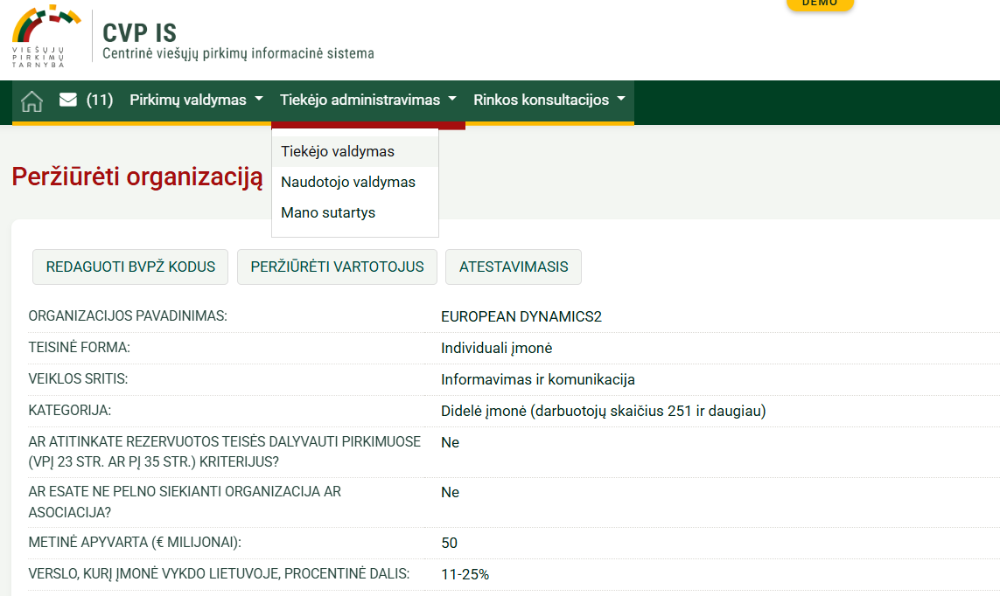 DEMO
VIEŠŲJŲ
PIRKIMŲ
TARNYBA
CVP IS
Centrinė viešųjų pirkimų informacinė sistema
(11) Pirkimų valdymas Tiekėjo administravimas Rinkos konsultacijos
Tiekėjo valdymas
Naudotojo valdymas
Mano sutartys
Peržiūrėti organizaciją
REDAGUOTI BVPŽ KODUS PERŽIŪRĖTI VARTOTOJUS ATESTAVIMASIS
ORGANIZACIJOS PAVADINIMAS: EUROPEAN DYNAMICS2
TEISINĖ FORMA: Individuali įmonė
VEIKLOS SRITIS: Informavimas ir komunikacija
KATEGORIJA: Didelė įmonė (darbuotojų skaičius 251 ir daugiau)
AR ATITINKATE REZERVUOTOS TEISĖS DALYVAUTI PIRKIMUOSE Ne
(VPĮ 23 STR. AR PĮ 35 STR.) KRITERIJUS?
AR ESATE NE PELNO SIEKIANTI ORGANIZACIJA AR Ne
ASOCIACIJA?
METINĖ APYVARTA (€ MILIJONAI): 50
VERSLO, KURĮ ĮMONĖ VYKDO LIETUVOJE, PROCENTINĖ DALIS: 11-25%